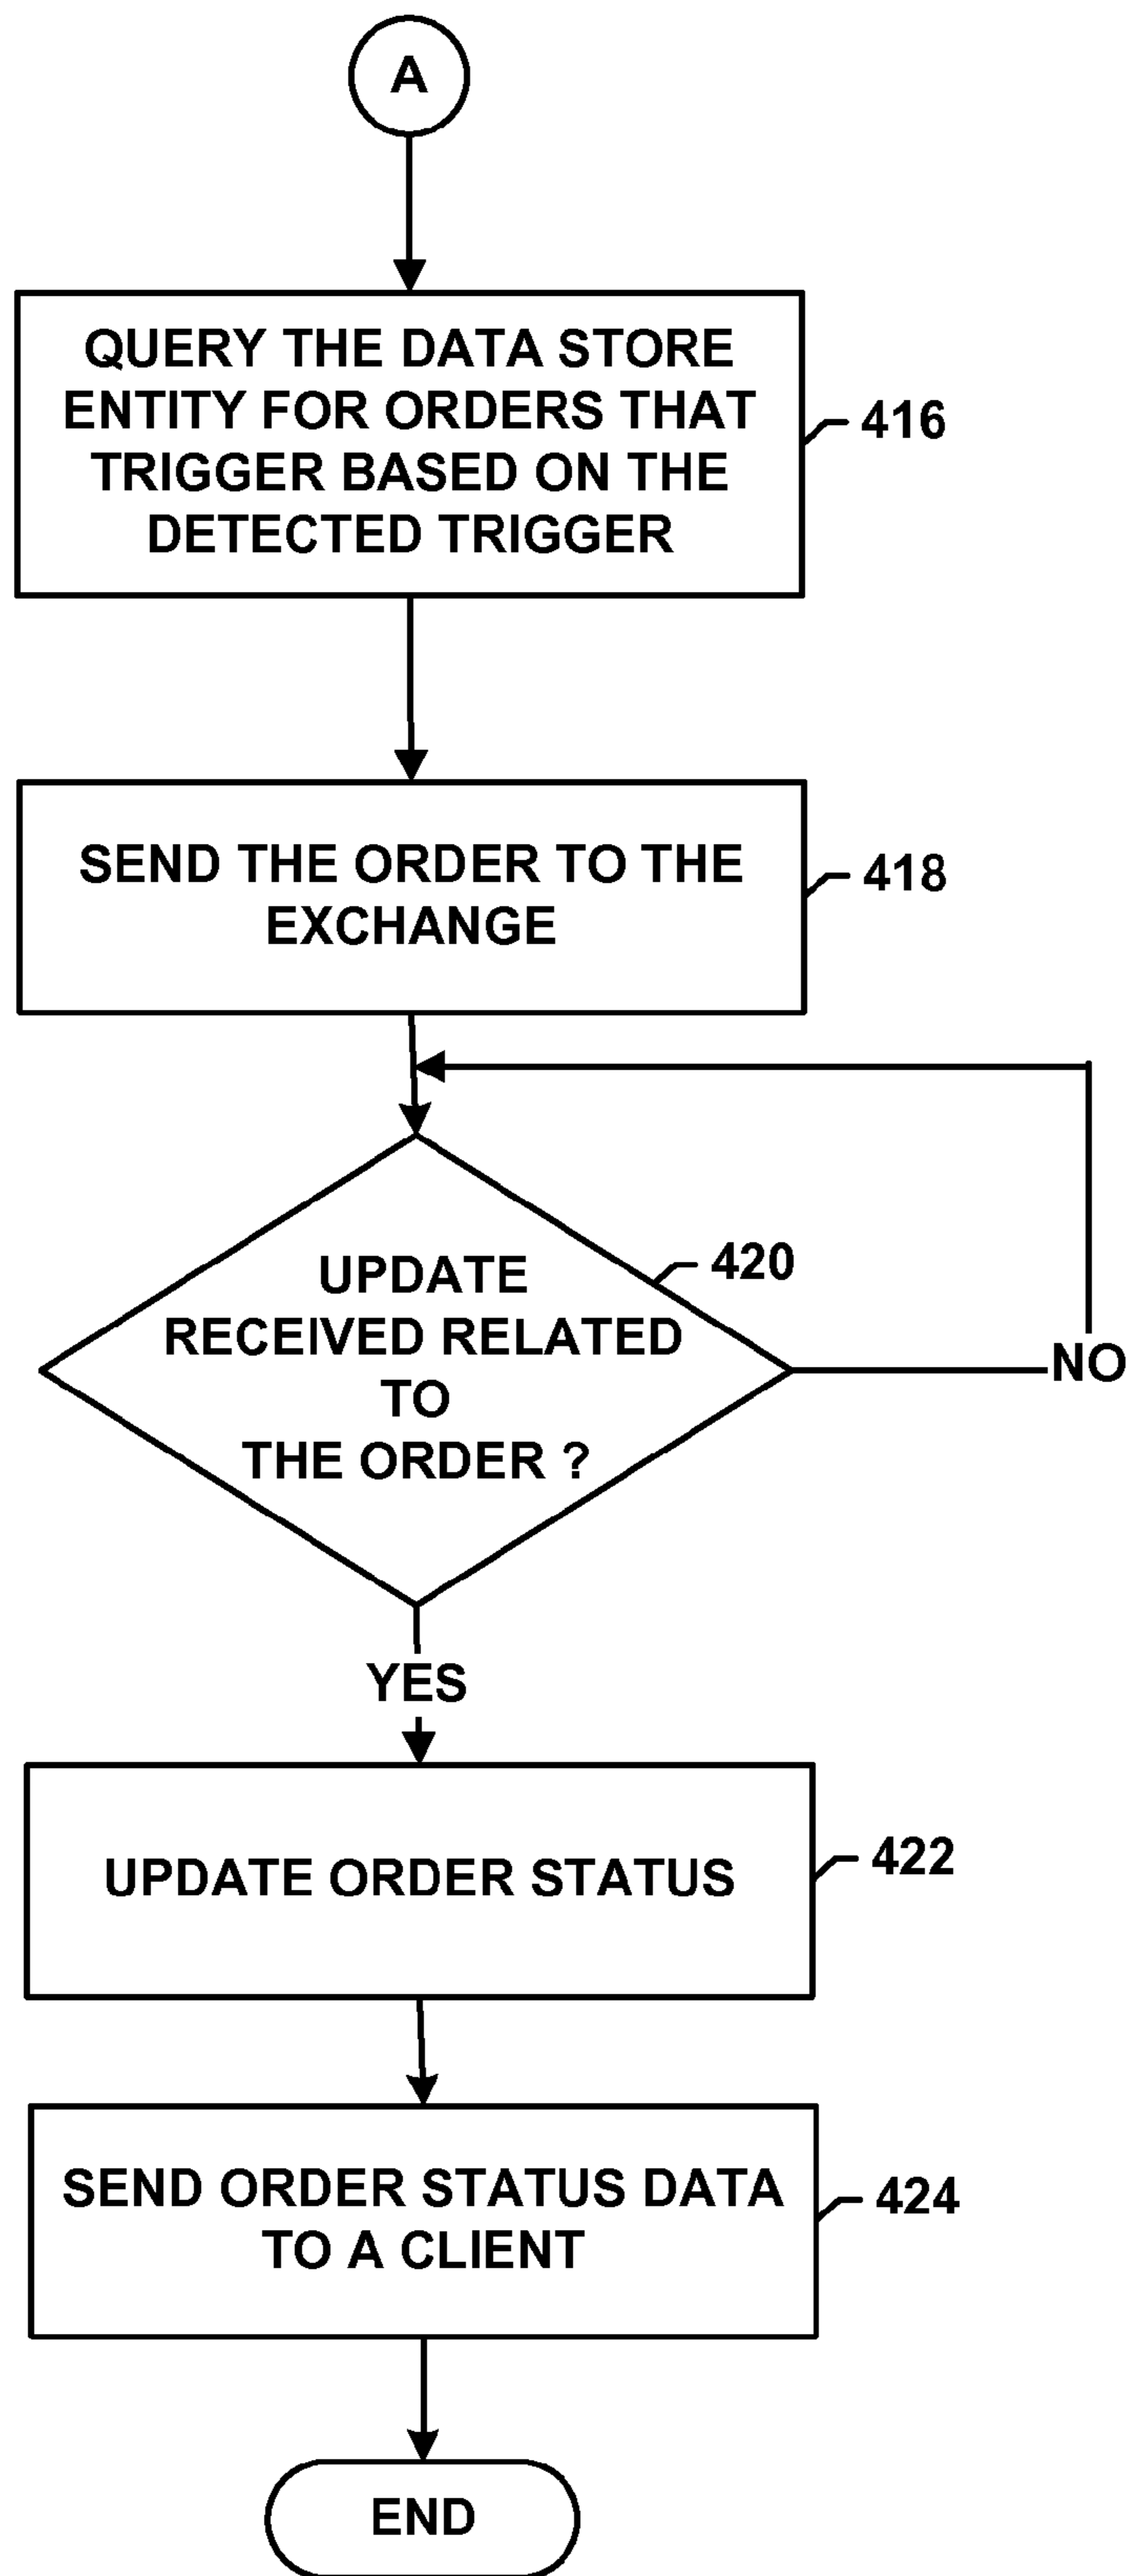 A
QUERY THE DATA STORE
ENTITY FOR ORDERS THAT
TRIGGER BASED ON THE
DETECTED TRIGGER
416
SEND THE ORDER TO THE
EXCHANGE
418
UPDATE
RECEIVED RELATED
TO
THE ORDER ?
420
NO
YES
UPDATE ORDER STATUS
422
SEND ORDER STATUS DATA
TO A CLIENT
424
END